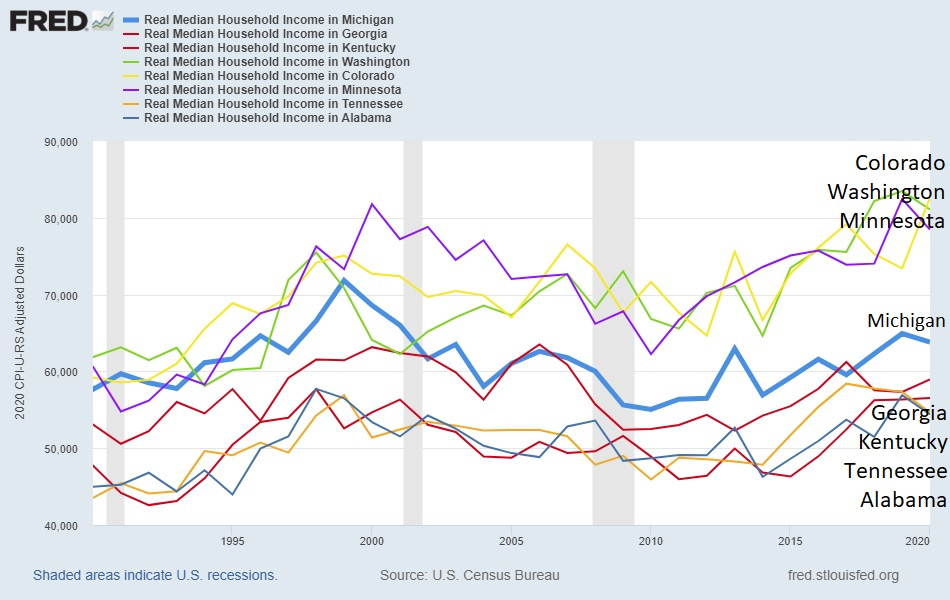 FRED
Real Median Household Income in Michigan
Real Median Household Income in Georgia
Real Median Household Income in Kentucky
Real Median Household Income in Washington
Real Median Household Income in Colorado
Real Median Household Income in Minnesota
Real Median Household Income in Tennessee
Real Median Household Income in Alabama
2020 CPI-U-RS Adjusted Dollars
90,000
80,000
70,000
60,000
50,000
40,000
Colorado
Washington
Minnesota
Michigan
Georgia
Kentucky
Tennessee
Alabama
1995
2000
2005
2010
2015
2020
Shaded areas indicate U.S. recessions.
Source: U.S. Census Bureau
fred.stlouisfed.org